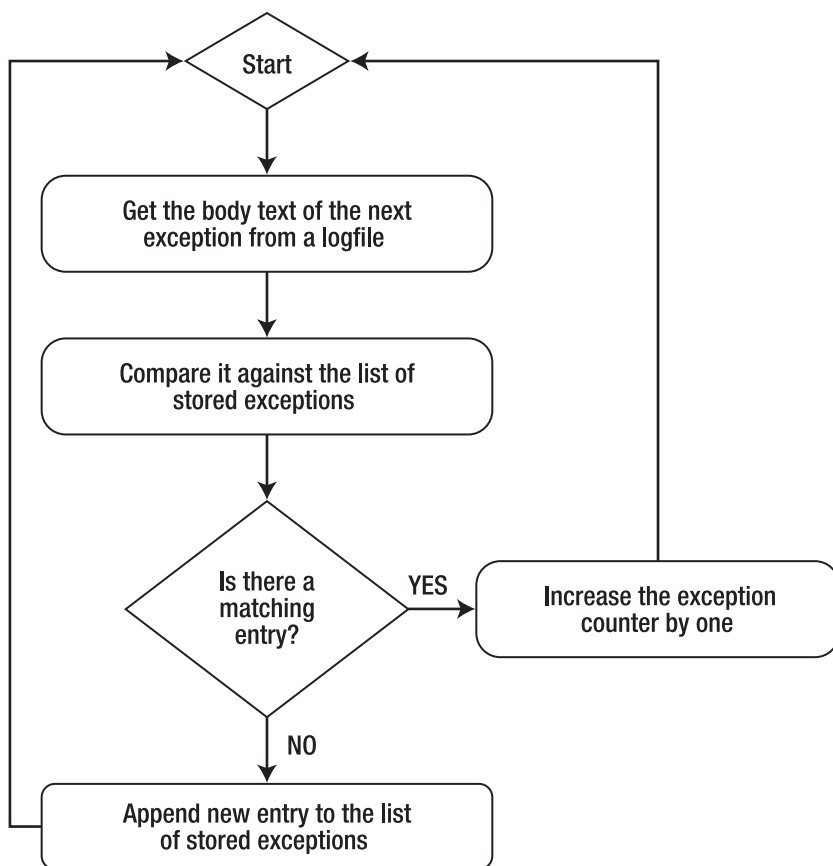 Start
Get the body text of the next
exception from a logfile
Compare it against the list of
stored exceptions
Is there a
matching
entry?
YES
Increase the exception
counter by one
NO
Append new entry to the list
of stored exceptions